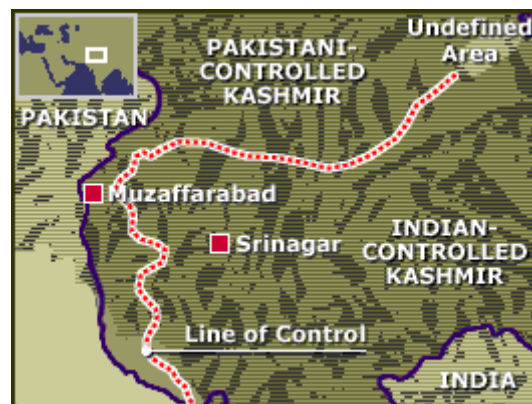 Undefined
Area
PAKISTANI-
CONTROLLED
KASHMIR
PAKISTAN
Muzaffarabad
Srinagar
INDIAN-
CONTROLLED
KASHMIR
Line of Control
INDIA